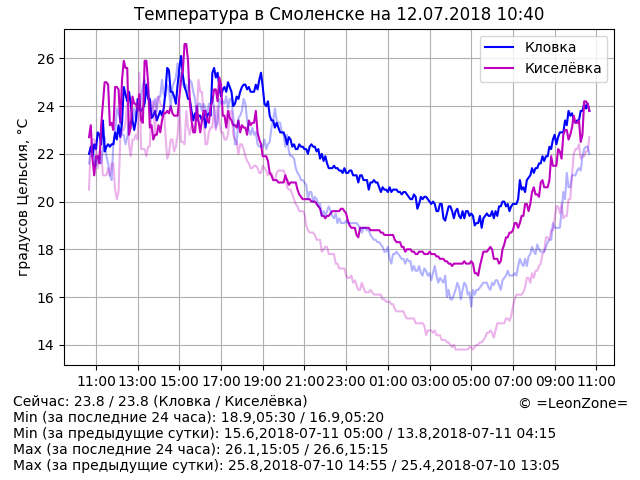 Температура в Смоленске на 12.07.2018 10:40
Кловка
Киселёвка
градусов Цельсия, °C
26
24
22
20
18
16
14
11:00 13:00 15:00 17:00 19:00 21:00 23:00 01:00 03:00 05:00 07:00 09:00 11:00
Сейчас: 23.8 / 23.8 (Кловка / Киселёвка)
© =LeonZone=
Min (за последние 24 часа): 18.9,05:30 / 16.9,05:20
Min (за предыдущие сутки): 15.6,2018-07-11 05:00 / 13.8,2018-07-11 04:15
Max (за последние 24 часа): 26.1,15:05 / 26.6,15:15
Max (за предыдущие сутки): 25.8,2018-07-10 14:55 / 25.4,2018-07-10 13:05